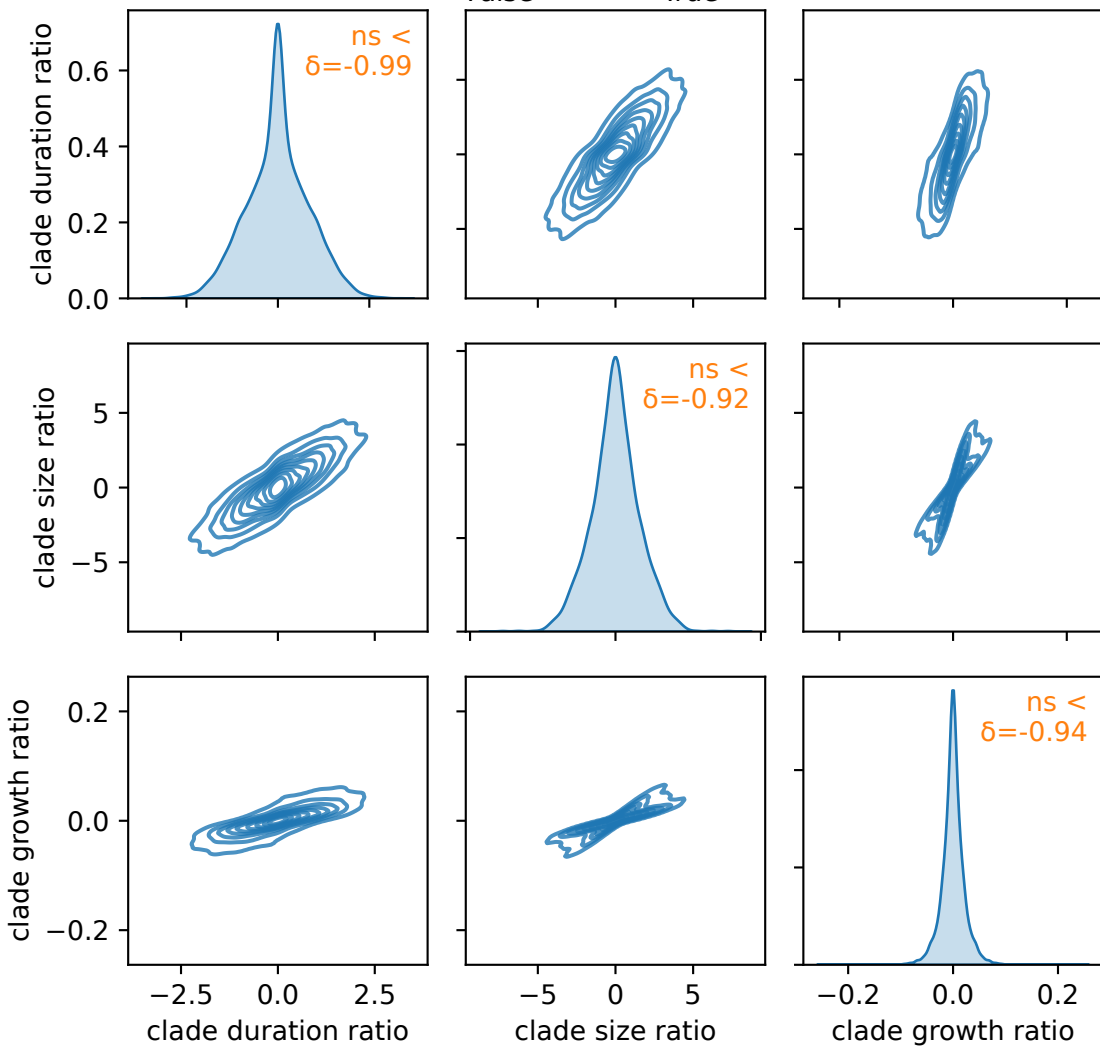 clade duration ratio
0.6
0.4
0.2
0.0
ns <
δ=-0.99
clade size ratio
5
0
−5
ns <
δ=-0.92
clade growth ratio
0.2
0.0
−0.2
ns <
δ=-0.94
−2.5 0.0 2.5
clade duration ratio
−5 0 5
clade size ratio
−0.2 0.0 0.2
clade growth ratio